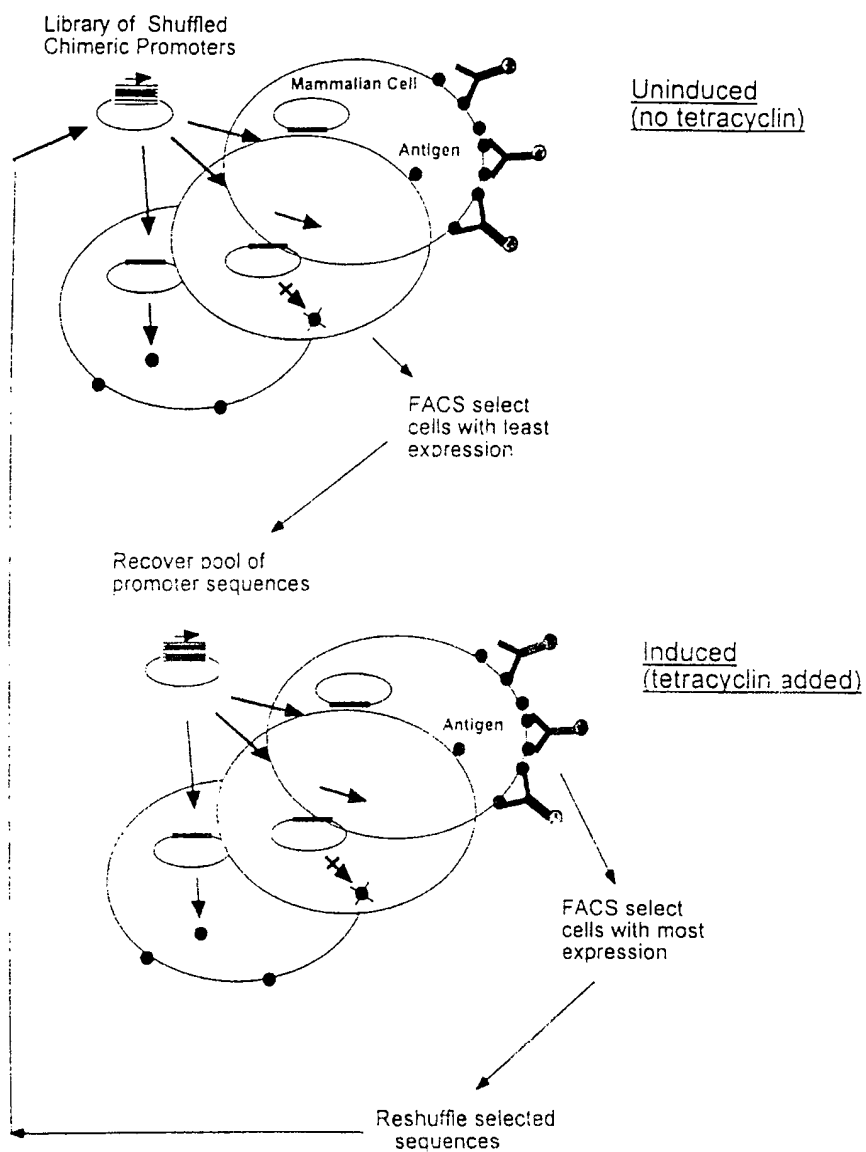 Library of Shuffled
Chimeric Promoters
Mammalian Cell
Uninduced
(no tetracyclin)
Antigen
FACS select
cells with least
expression
Recover pool of
promoter sequences
Induced
(tetracyclin added)
Antigen
FACS select
cells with most
expression
Reshuffle selected
sequences